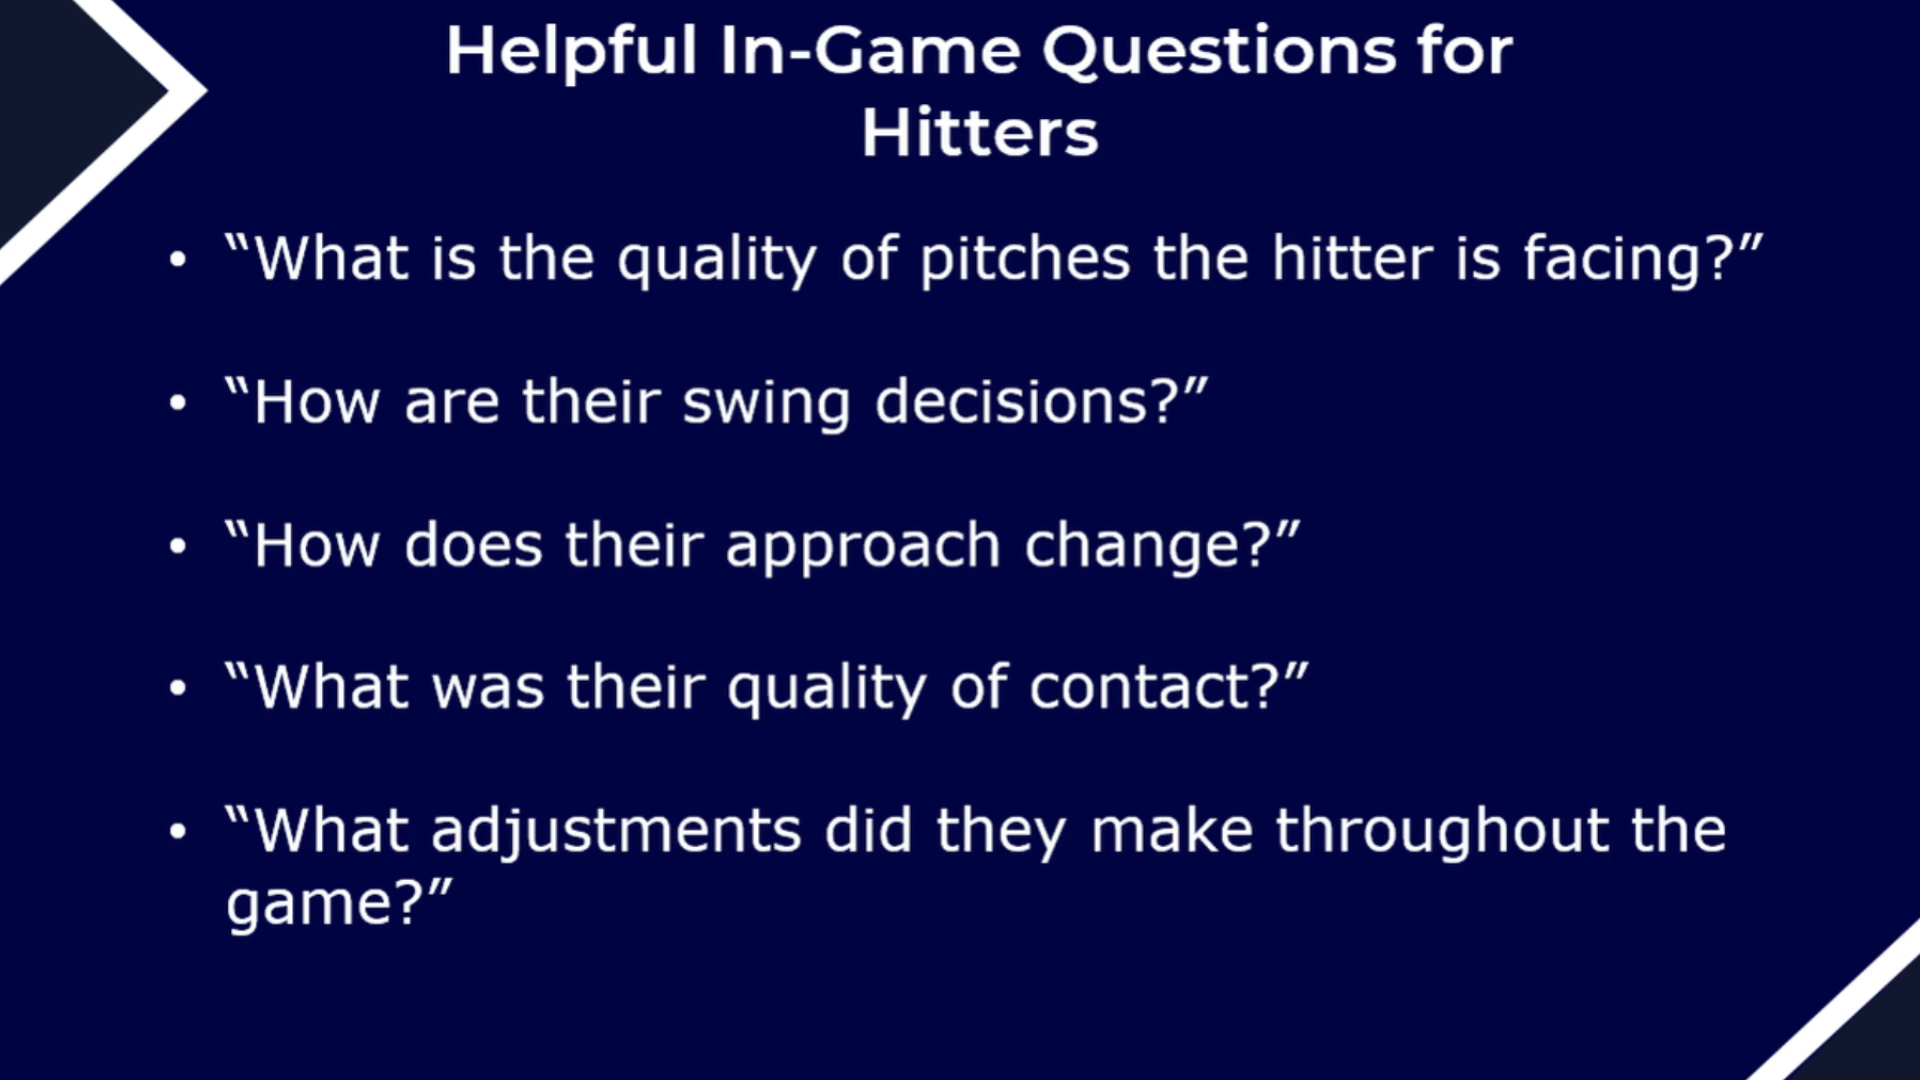 Helpful In-Game Questions for
Hitters
• “What is the quality of pitches the hitter is facing?”
• “How are their swing decisions?”
• “How does their approach change?”
• “What was their quality of contact?”
• “What adjustments did they make throughout the
game?”